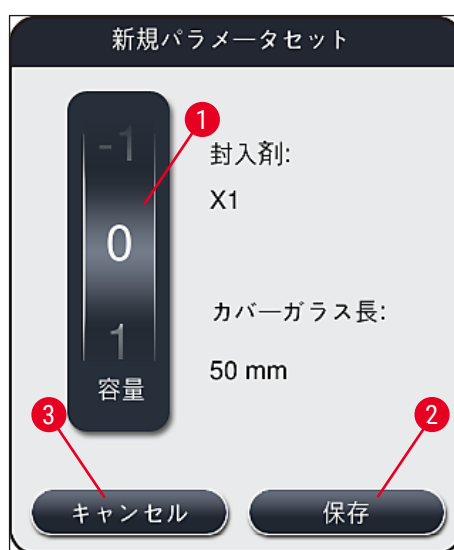 新規パラメータセット
1
-1
封入剤:
X1
0
カバーガラス長:
1
50 mm
容量
3
2
キャンセル
保存